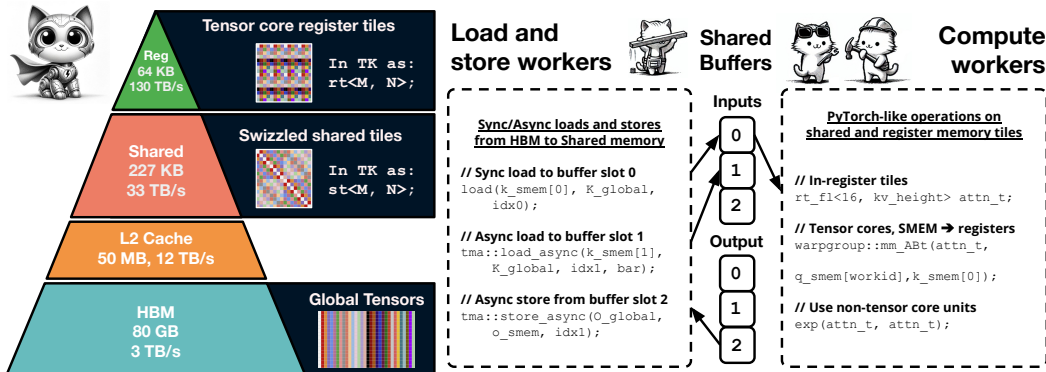 Reg
64 KB
130 TB/s
Tensor core register tiles
In TK as:
rt<M, N>;
Shared
227 KB
33 TB/s
Swizzled shared tiles
In TK as:
st<M, N>;
L2 Cache
50 MB, 12 TB/s
HBM
80 GB
3 TB/s
Global Tensors
Load and
store workers
Sync/Async loads and stores
from HBM to Shared memory
// Sync load to buffer slot 0
load(k_smem[0], K_global,
idx0);
// Async load to buffer slot 1
tma::load_async(k_smem[1],
K_global, idx1, bar);
// Async store from buffer slot 2
tma::store_async(O_global,
o_smem, idx1);
Shared
Buffers
Inputs
0
1
2
Output
0
1
2
Compute
workers
PyTorch-like operations on
shared and register memory tiles
// In-register tiles
rt_fl<16, kv_height> attn_t;
// Tensor cores, SMEM ➔ registers
warpgroup::mm_ABt(attn_t,
q_smem[workid],k_smem[0]);
// Use non-tensor core units
exp(attn_t, attn_t);